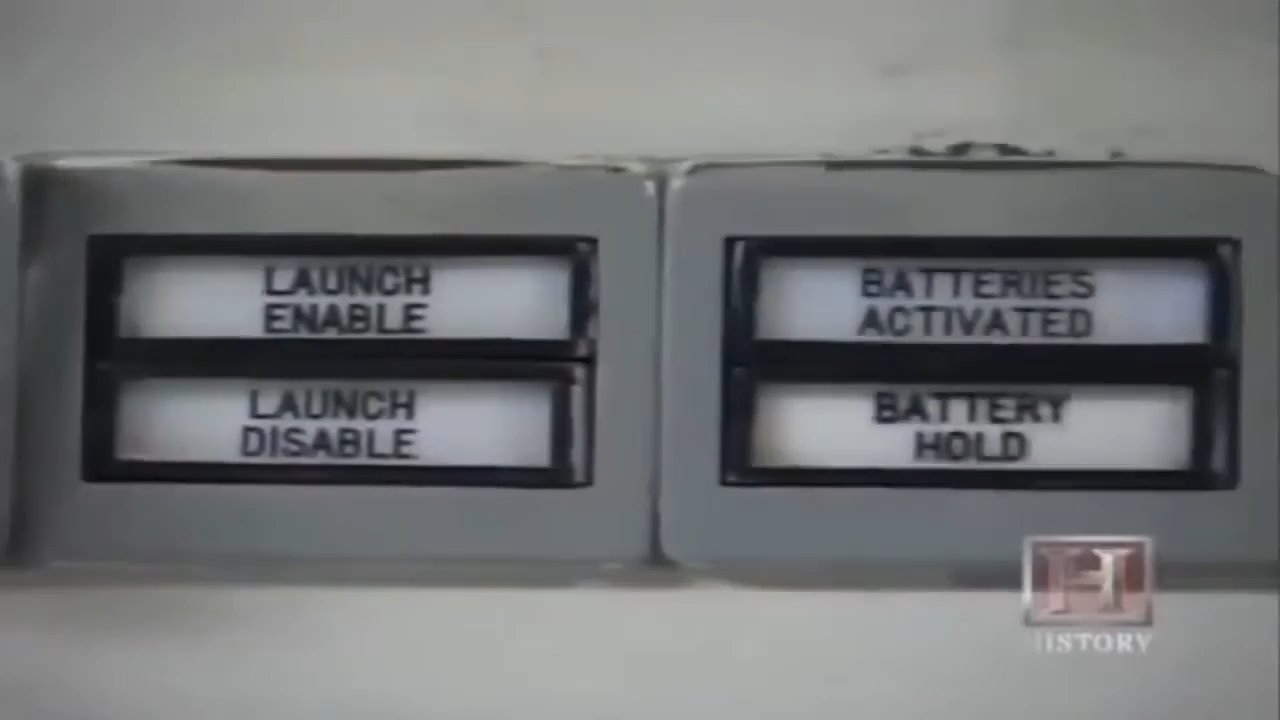 LAUNCH
ENABLE
LAUNCH
DISABLE
BATTERIES
ACTIVATED
BATTERY
HOLD
H
HISTORY